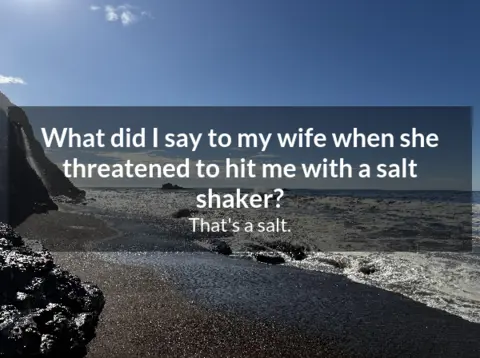 What did I say to my wife when she
threatened to hit me with a salt
shaker?
That's a salt.